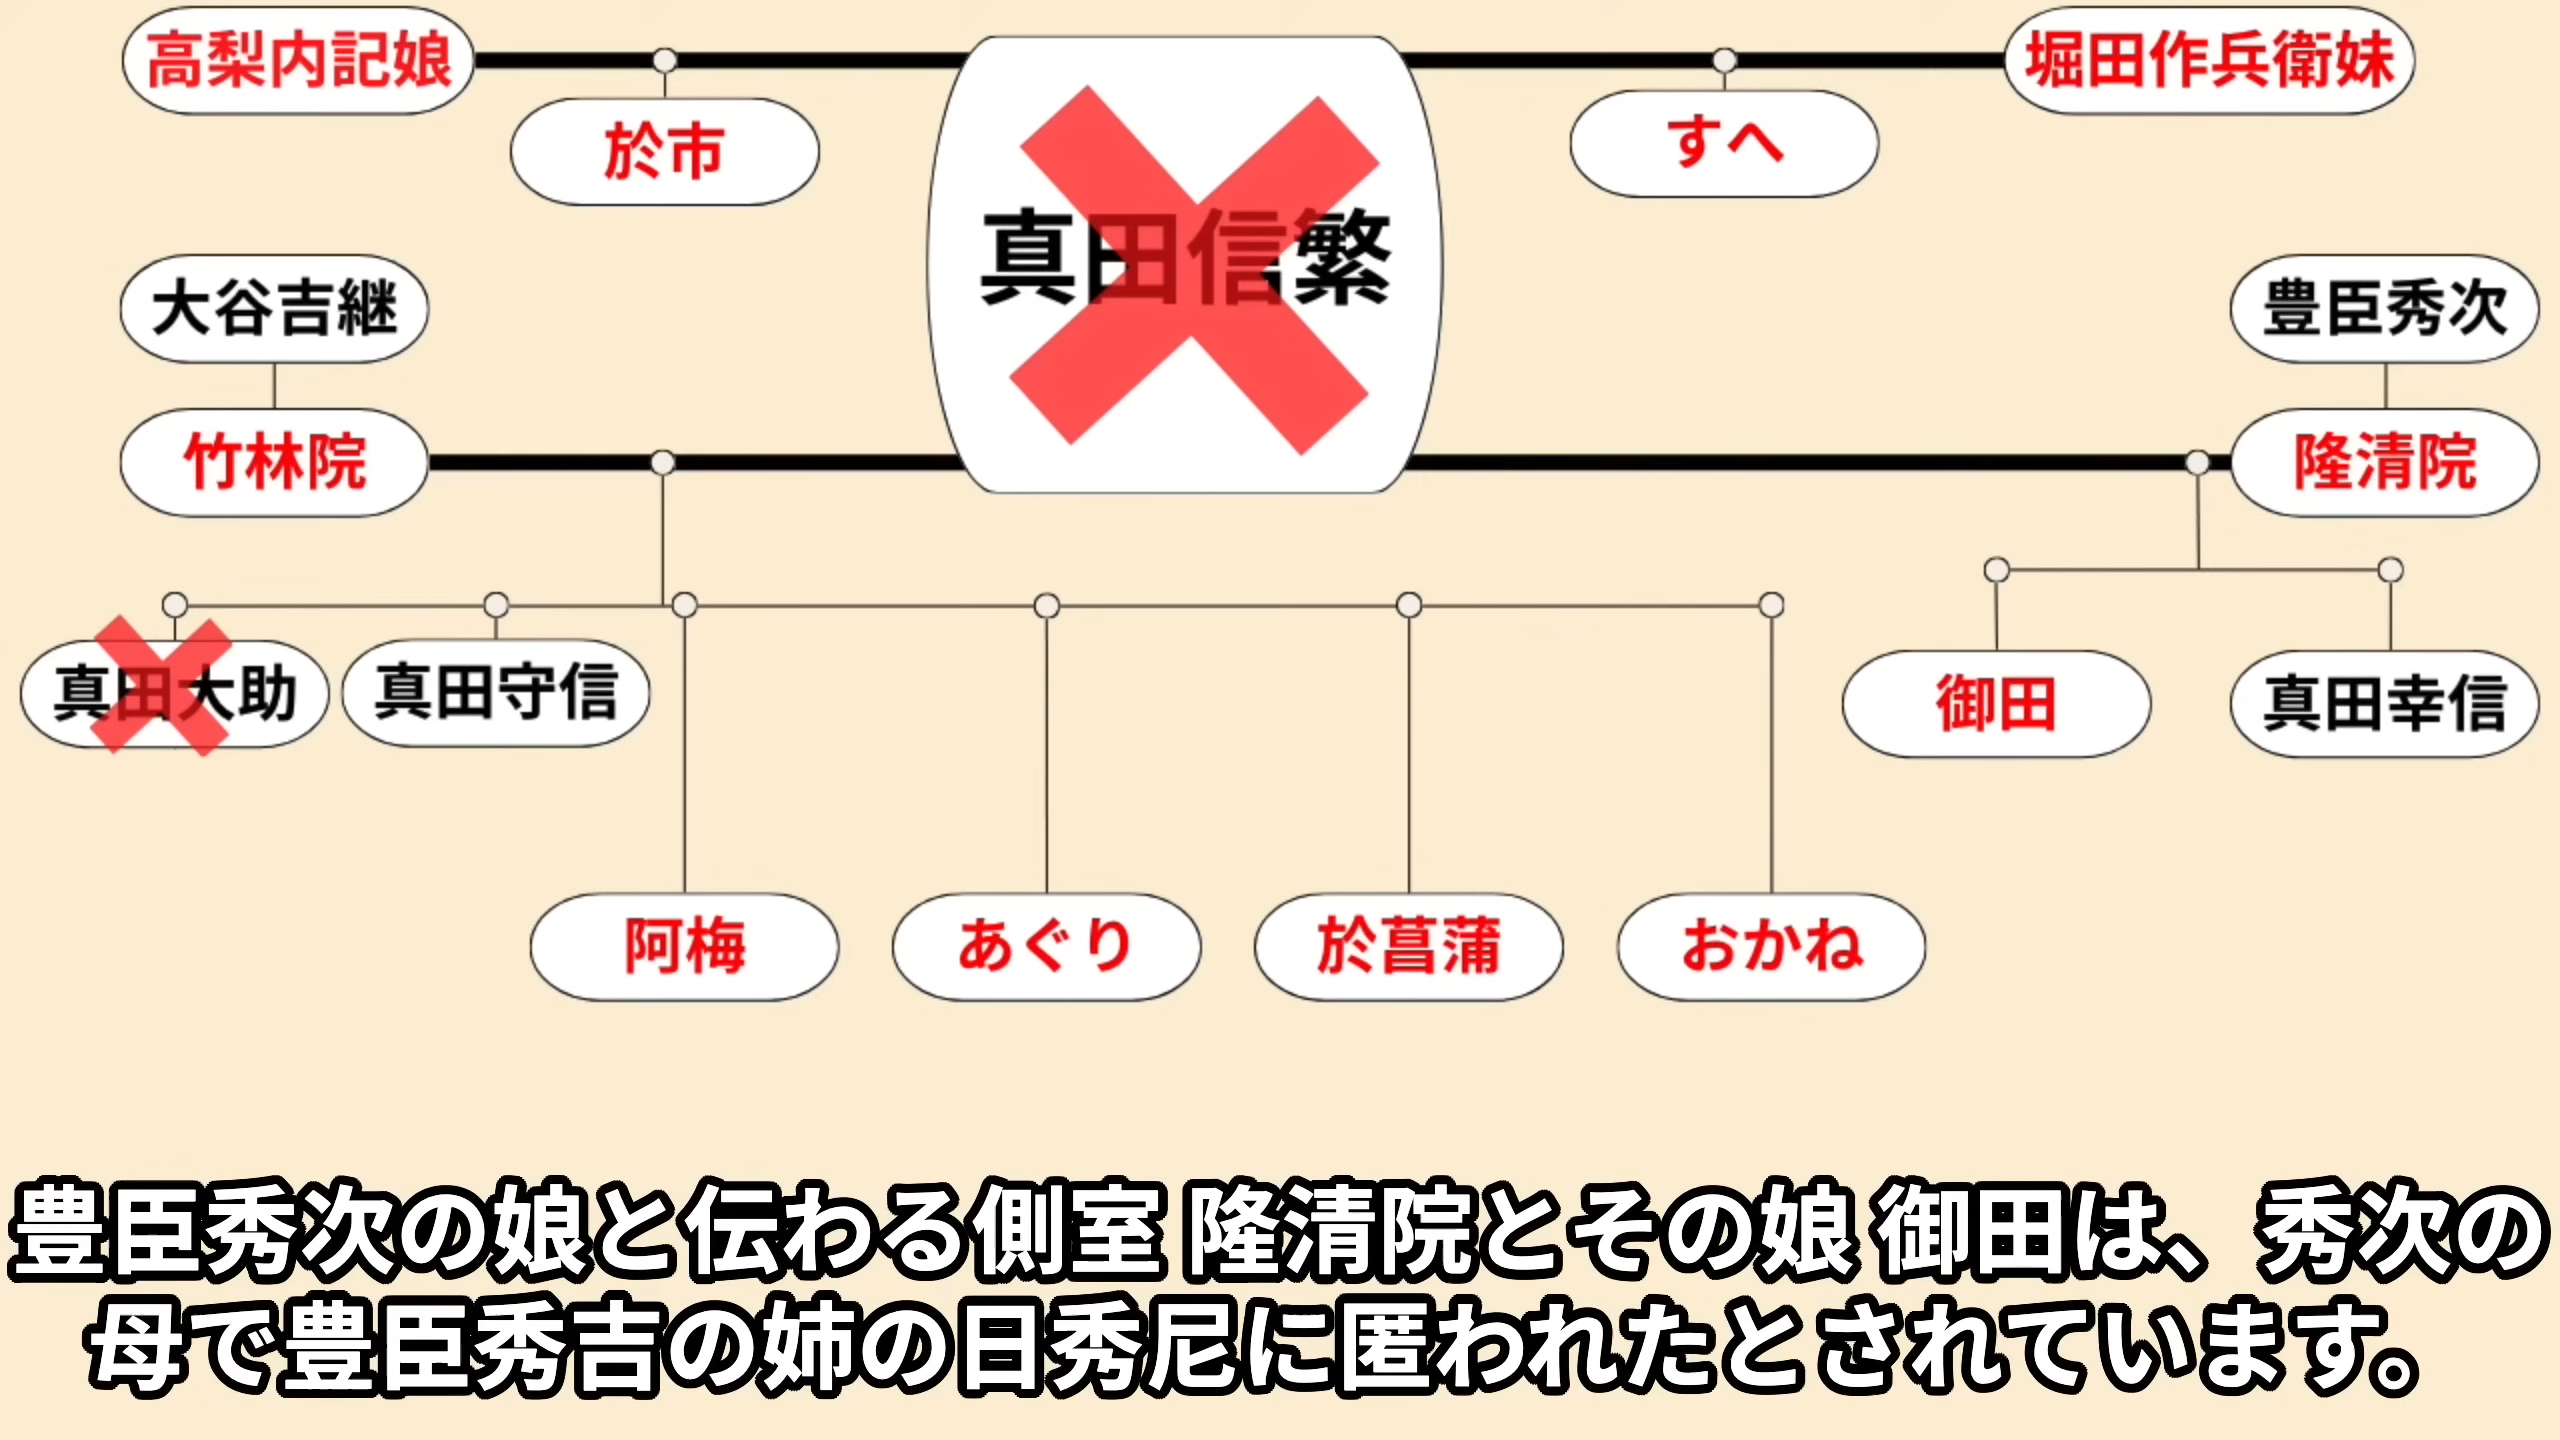 高梨内記娘
堀田作兵衛妹
於市
すへ
真田信繁
大谷吉継
豊臣秀次
竹林院
隆清院
真田大助
真田守信
御田
真田幸信
阿梅
あぐり
於菖蒲
おかね
豊臣秀次の娘と伝わる側室 隆清院とその娘 御田は、秀次の
母で豊臣秀吉の姉の日秀尼に匿われたとされています。